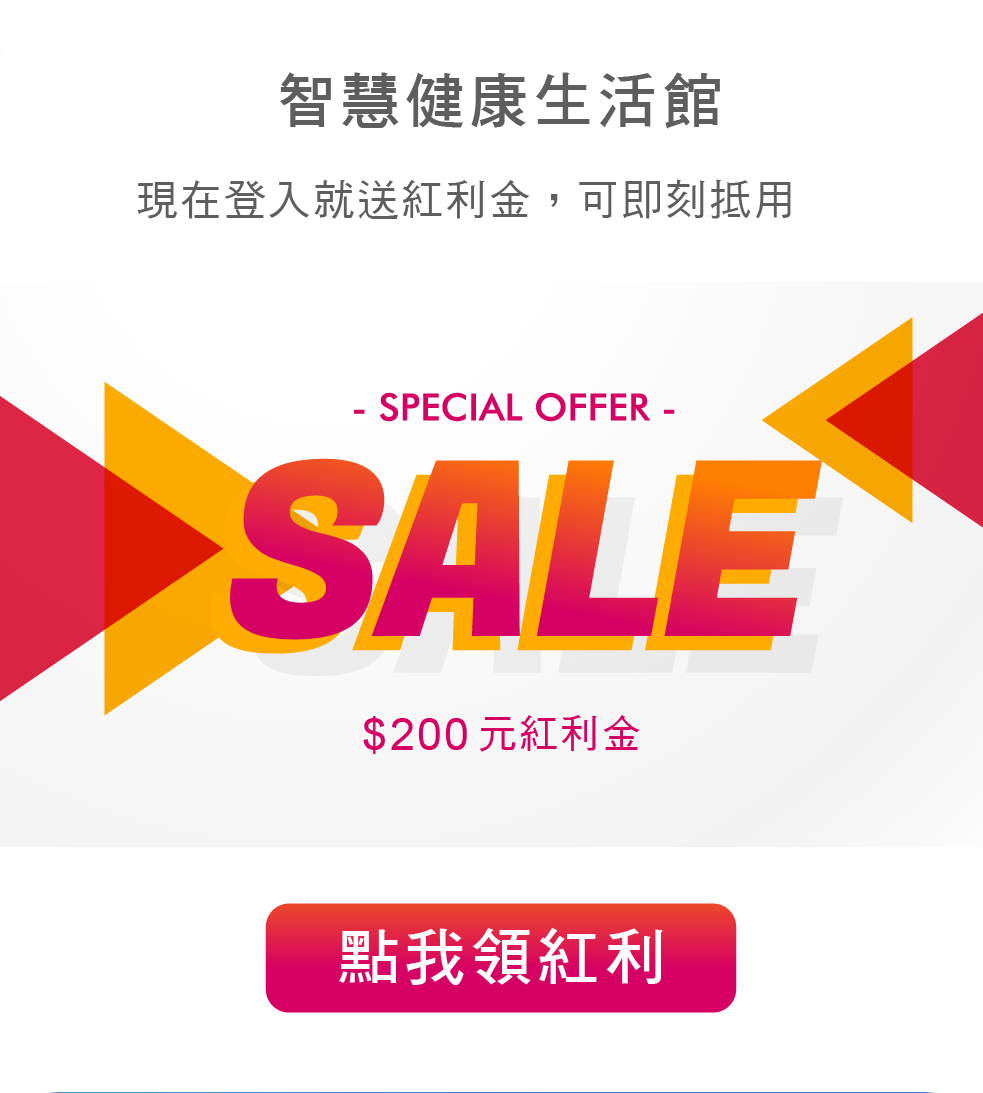 智慧健康生活館
現在登入就送紅利金，可即刻抵用
- SPECIAL OFFER -
SALE
$200 元紅利金
點我領紅利